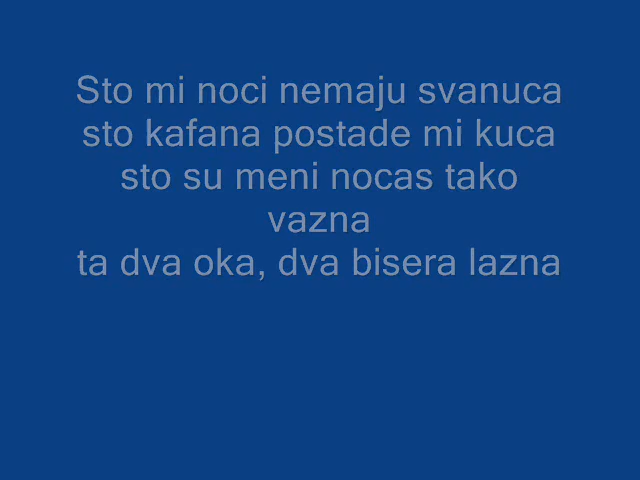 Sto mi noci nemaju svanuca
sto kafana postade mi kuca
sto su meni nocas tako
vazna
ta dva oka, dva bisera lazna